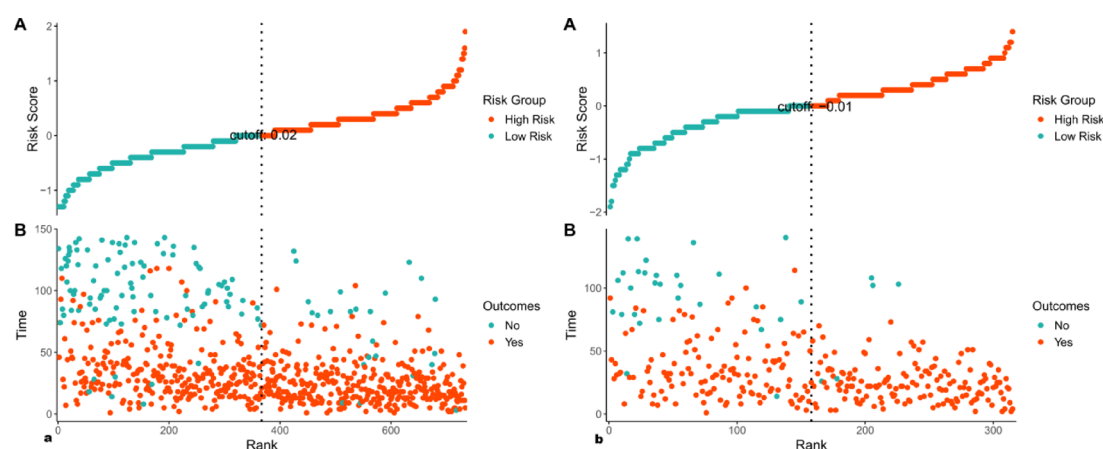 A
2
1
0
−1
Risk Score
cutoff: 0.02
Risk Group
High Risk
Low Risk
B
150
100
50
0
Time
Outcomes
No
Yes
0
200
400
600
Rank
a
A
1
0
−1
−2
Risk Score
cutoff: −0.01
Risk Group
High Risk
Low Risk
B
100
50
0
Time
Outcomes
No
Yes
0
100
200
300
Rank
b